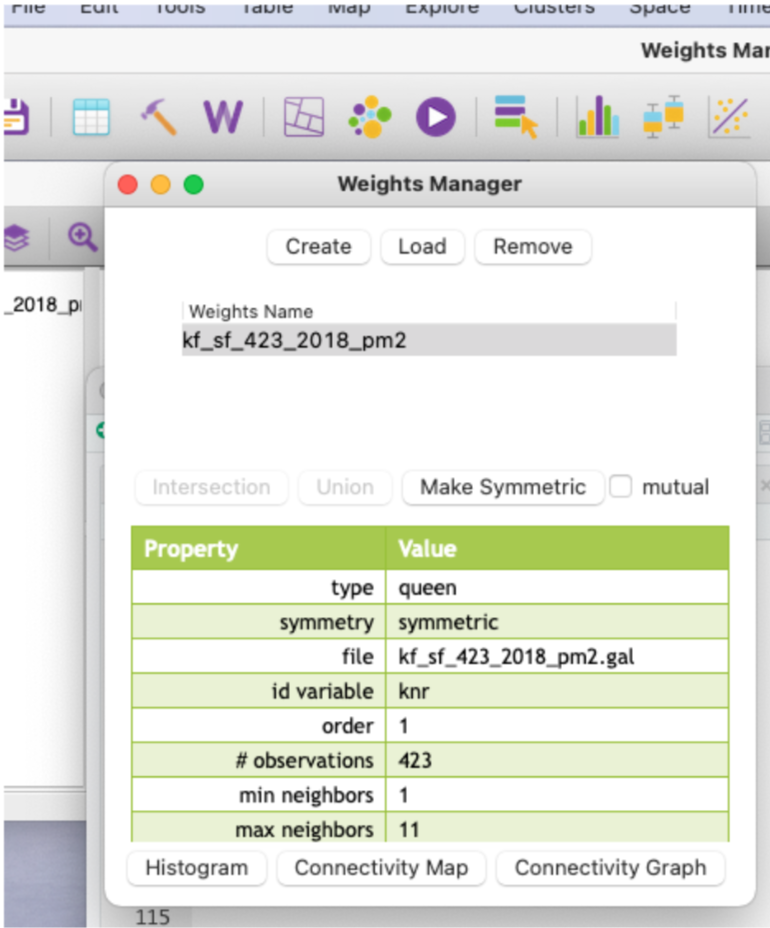 File Edit Tools Table Map Explore Clusters Space Time
Weights Mar
W
Weights Manager
Create Load Remove
_2018_p
Weights Name
kf_sf_423_2018_pm2
Intersection Union Make Symmetric mutual
Property Value
type queen
symmetry symmetric
file kf_sf_423_2018_pm2.gal
id variable knr
order 1
# observations 423
min neighbors 1
max neighbors 11
Histogram Connectivity Map Connectivity Graph
115